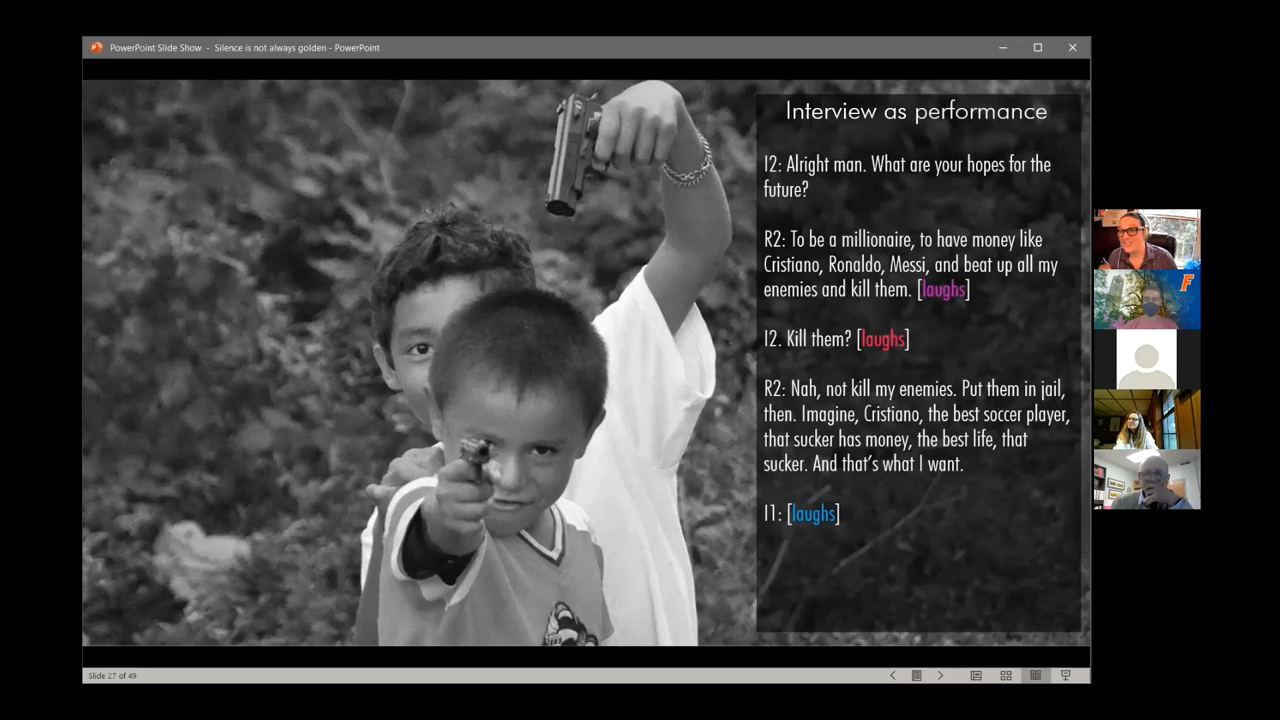 PowerPoint Slide Show - Silence is not always golden - PowerPoint
Interview as performance
I2: Alright man. What are your hopes for the
future?
R2: To be a millionaire, to have money like
Cristiano, Ronaldo, Messi, and beat up all my
enemies and kill them. [laughs]
I2. Kill them? [laughs]
R2: Nah, not kill my enemies. Put them in jail,
then. Imagine, Cristiano, the best soccer player,
that sucker has money, the best life, that
sucker. And that's what I want.
I1: [laughs]
F
Slide 27 of 49